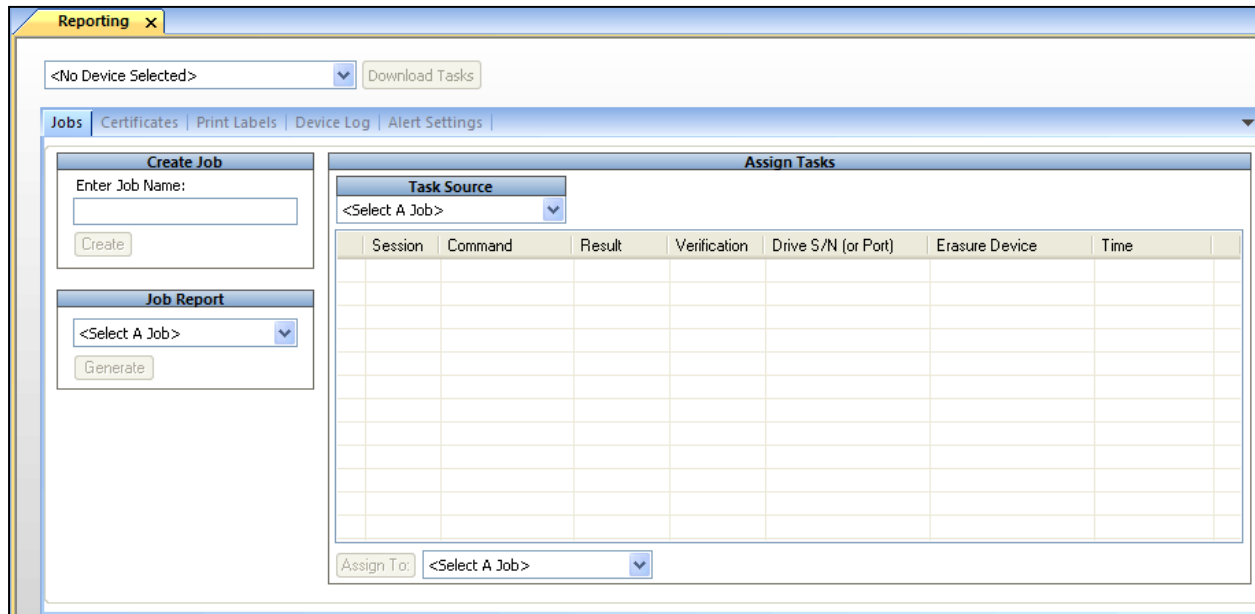 Reporting x
<No Device Selected> Download Tasks
Jobs Certificates | Print Labels | Device Log | Alert Settings |
Create Job
Enter Job Name:
Create
Job Report
<Select A Job>
Generate
Assign Tasks
Task Source
<Select A Job>
Session Command Result Verification Drive S/N (or Port) Erasure Device Time
Assign To: <Select A Job>